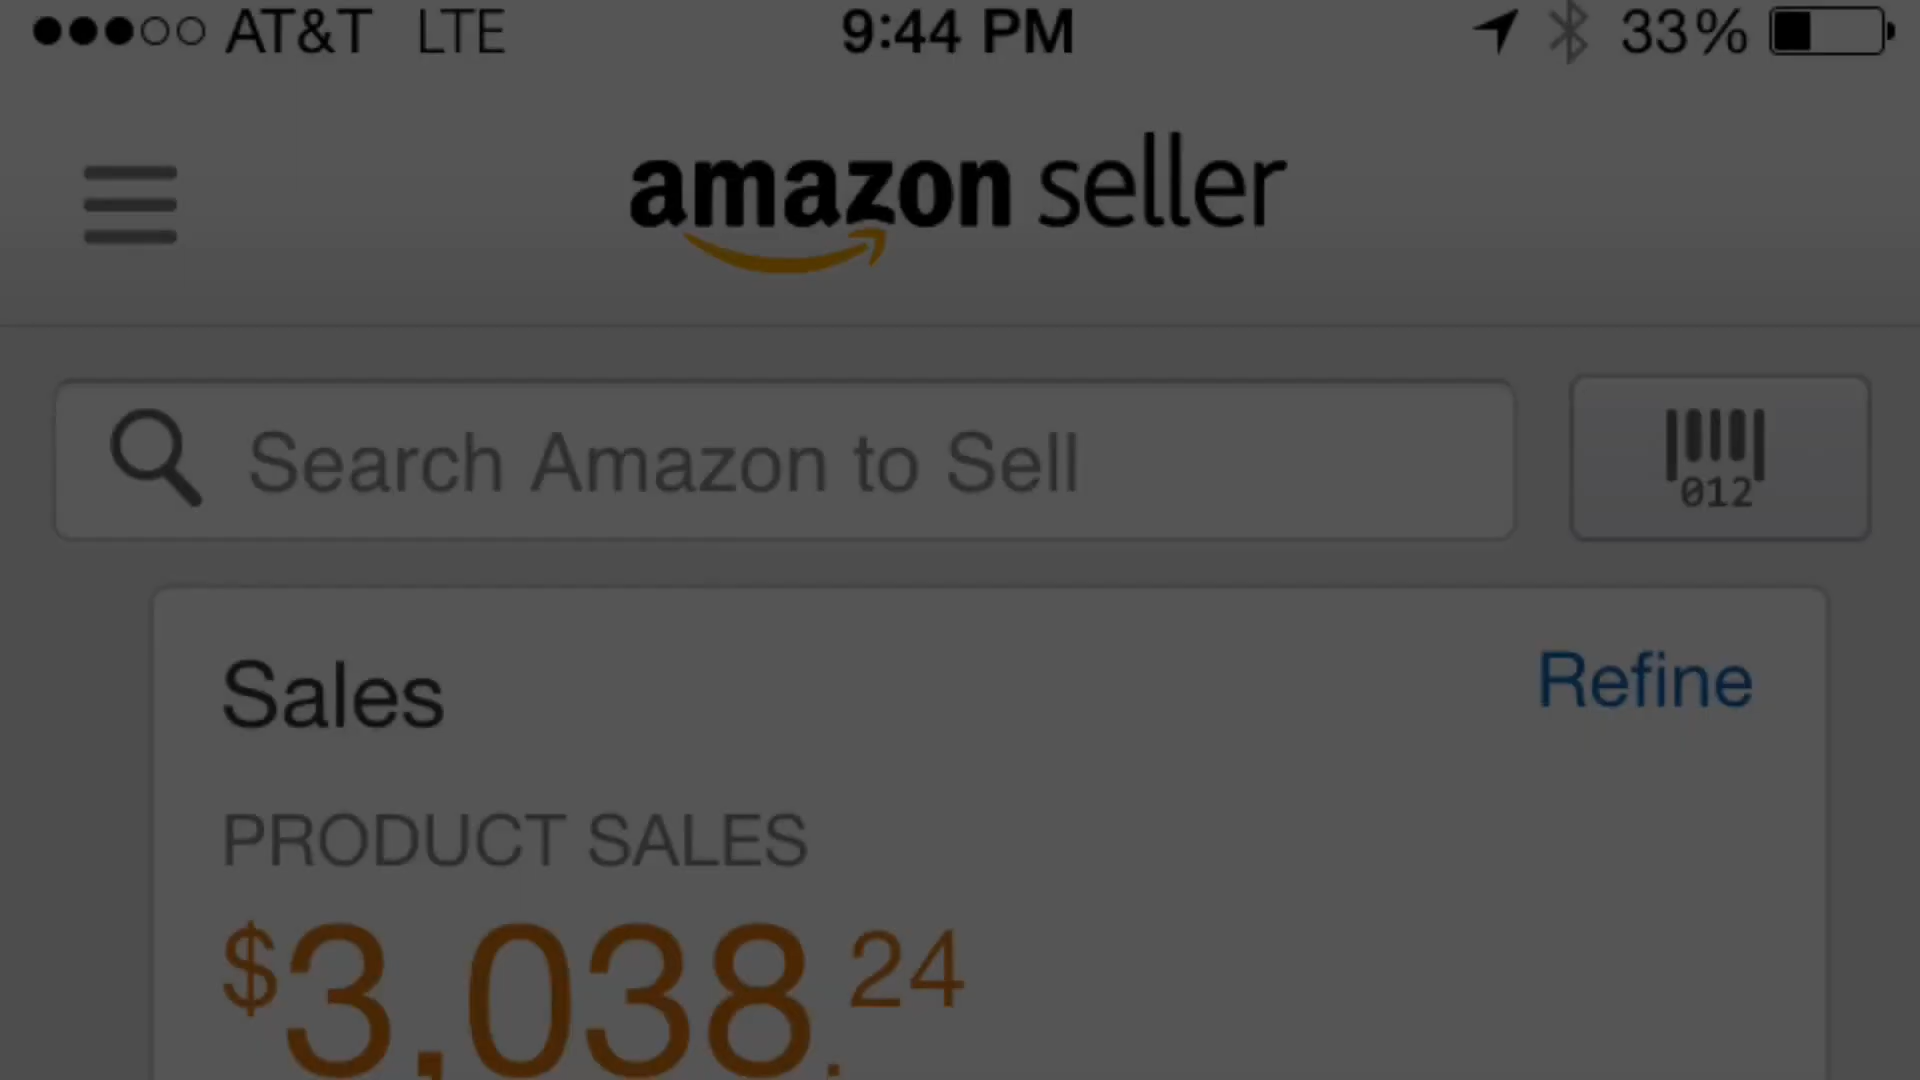 AT&T LTE 9:44 PM 33%
amazon seller
Search Amazon to Sell
012
Sales Refine
PRODUCT SALES
$3,038.24